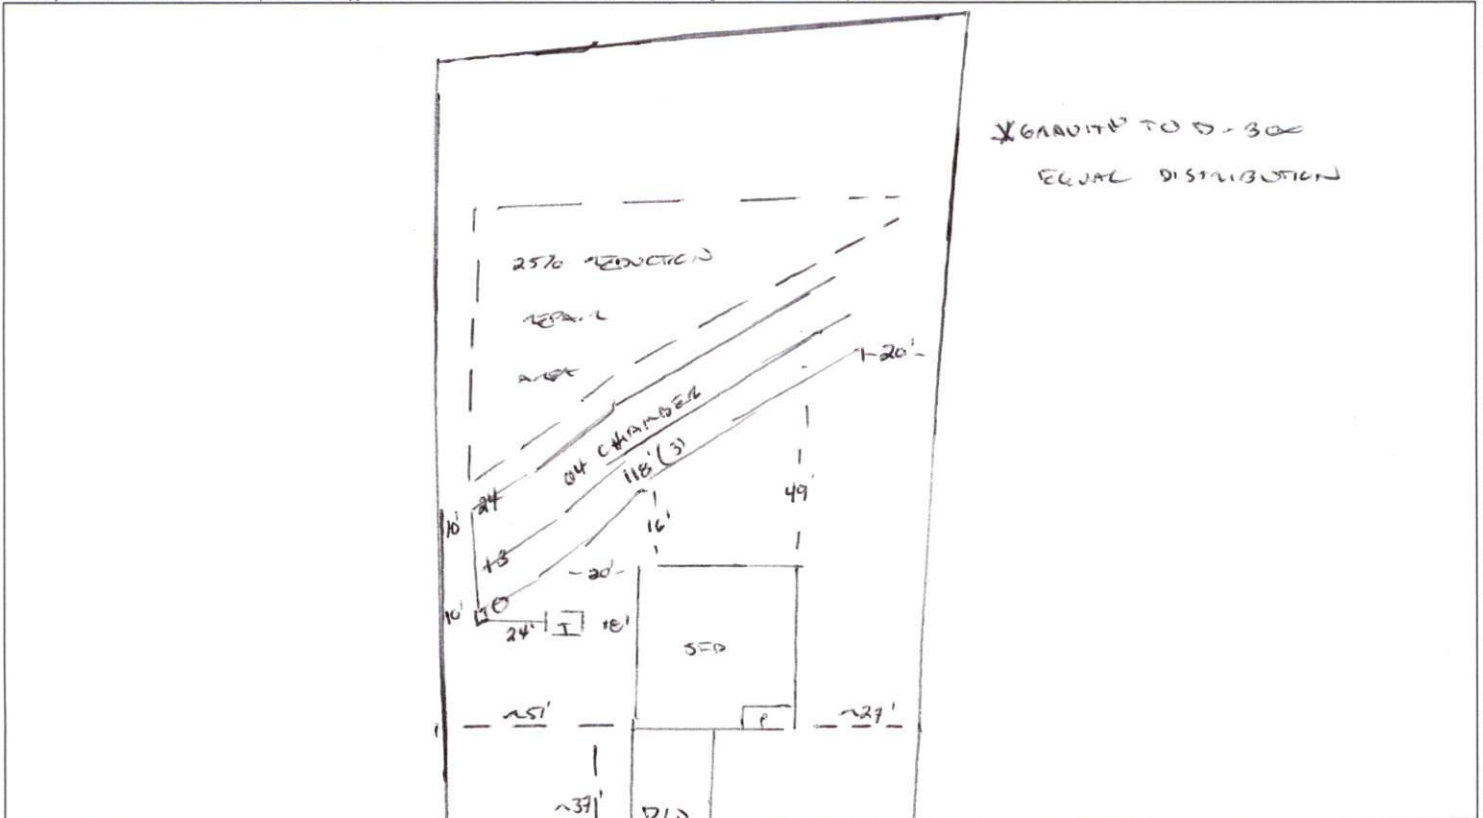 *GRAVITY TO D-BOX
EQUAL DISTRIBUTION
25% REDUCTION
REPAIR
AREA
20'
Q4 CHAMBER
118' (3)
24
49'
10'
16'
20'
10'
24'
T
18'
SFD
~51'
P
~27'
~37'
D/W